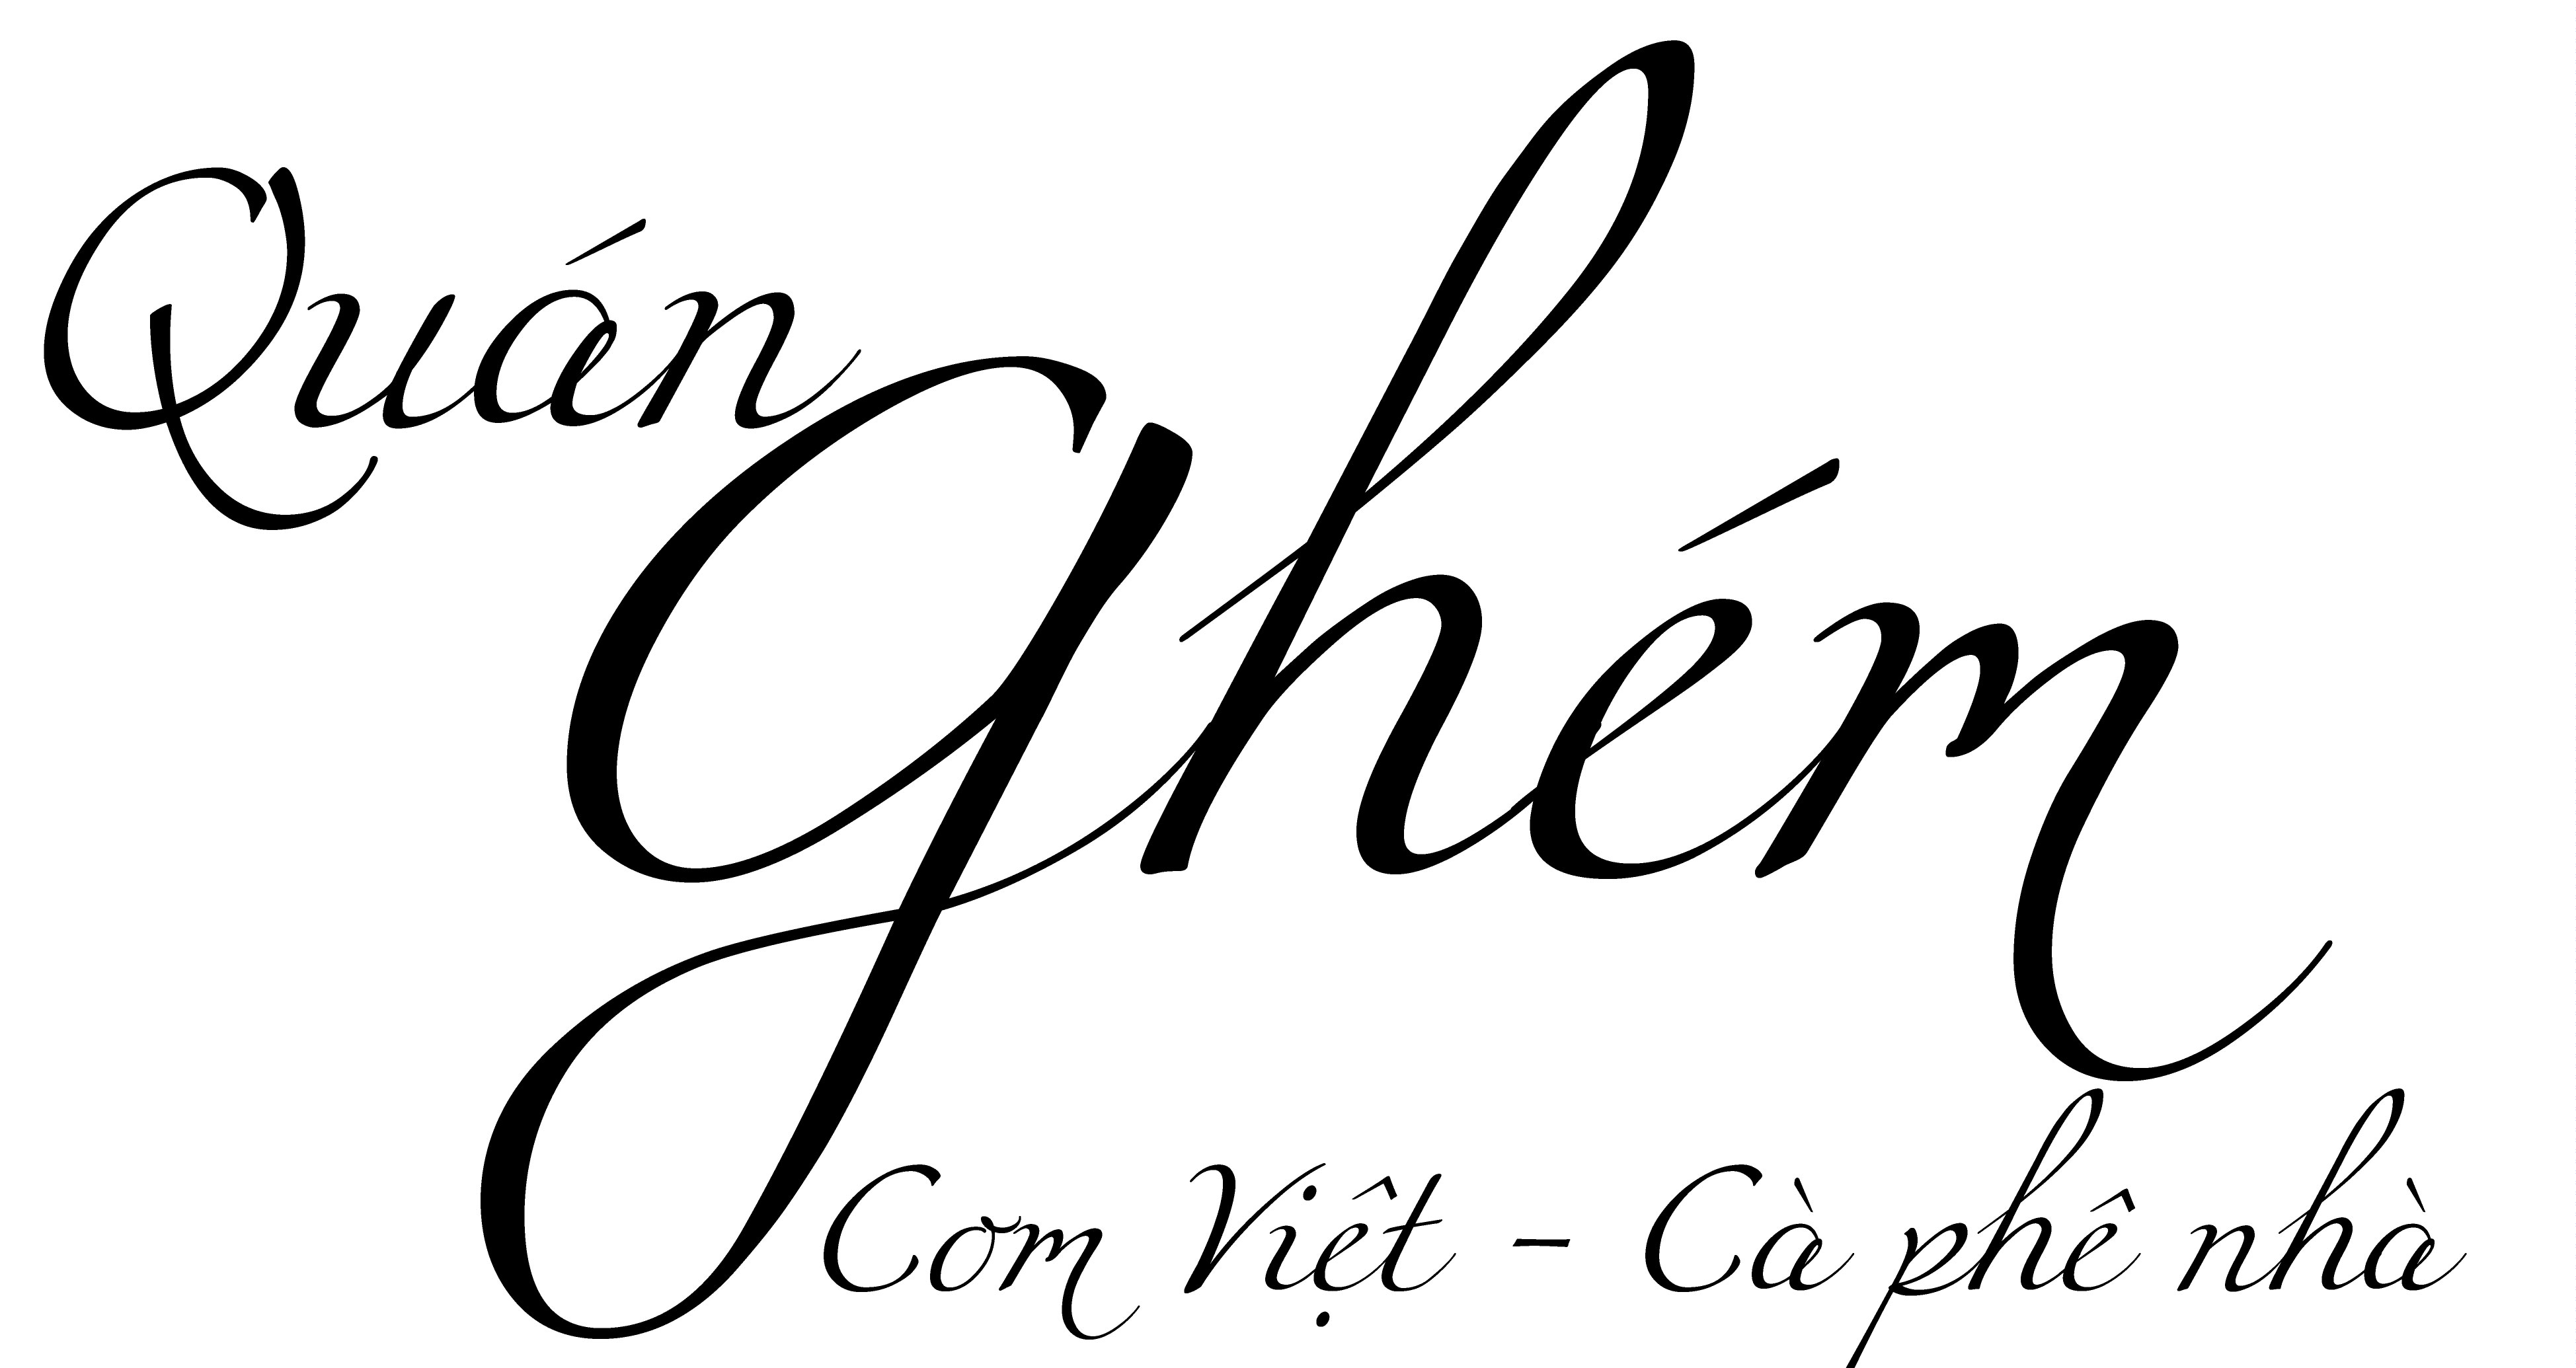 Quán
Ghém
Cơm Việt - Cà phê nhà